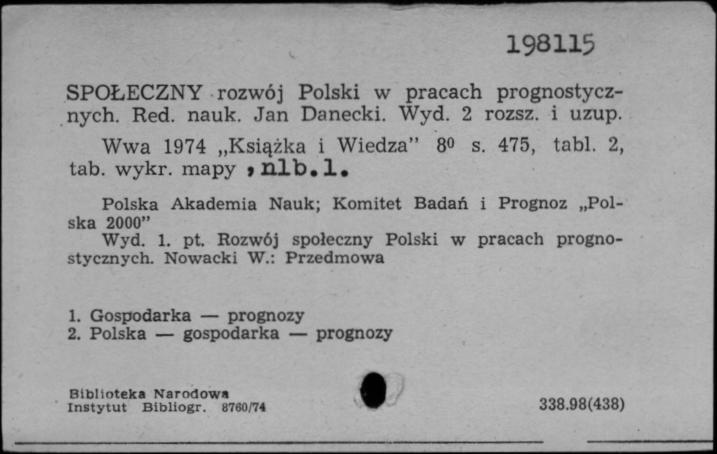 198115
SPOŁECZNY rozwój Polski w pracach prognostycz-
nych. Red. nauk. Jan Danecki. Wyd. 2 rozsz. i uzup.
Wwa 1974 „Książka i Wiedza” 8⁰ s. 475, tabl. 2,
tab. wykr. mapy , nlb.1.
Polska Akademia Nauk; Komitet Badań i Prognoz „Pol-
ska 2000”
Wyd. 1. pt. Rozwój społeczny Polski w pracach progno-
stycznych. Nowacki W.: Przedmowa
1. Gospodarka — prognozy
2. Polska — gospodarka — prognozy
Biblioteka Narodowa
Instytut Bibliogr. 8760/74
338.98(438)